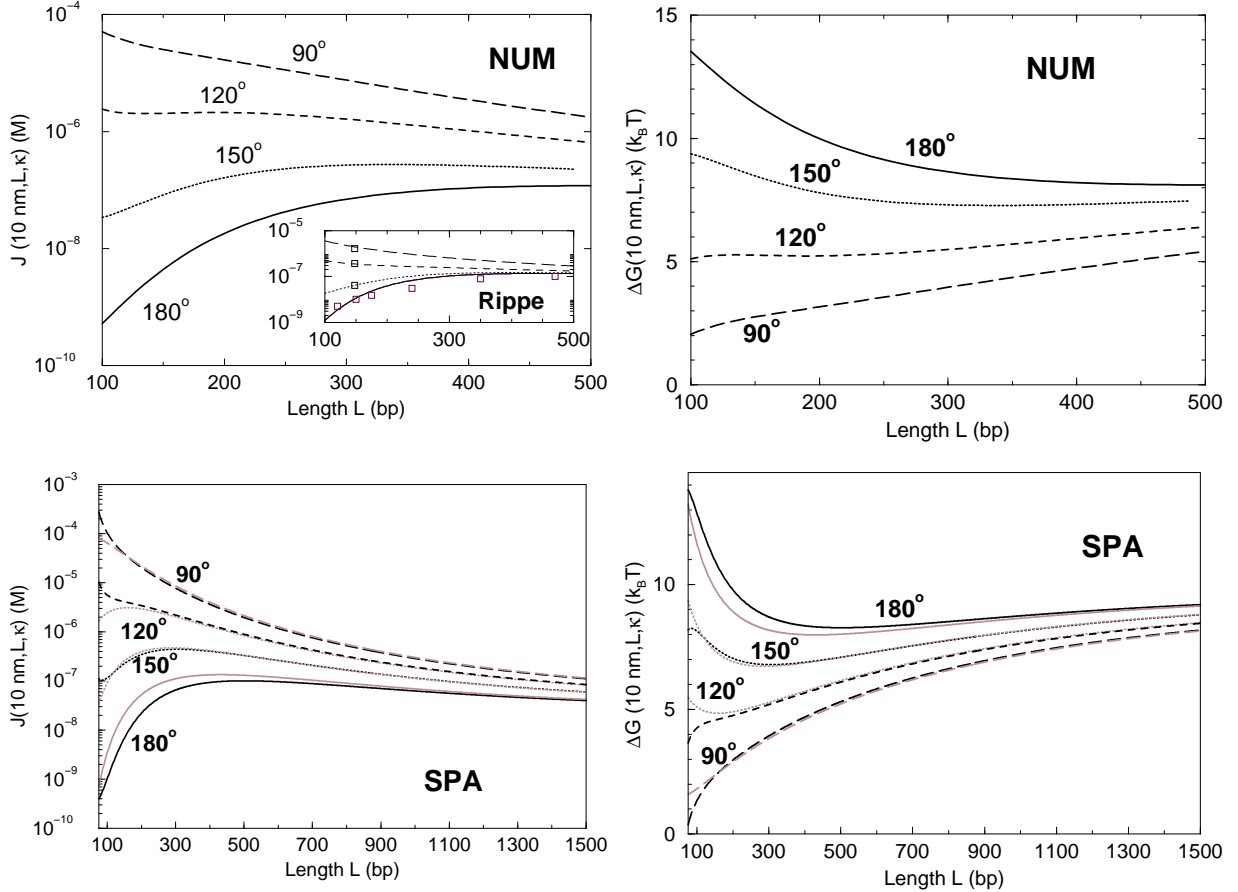 10⁻⁴
10⁻⁶
10⁻⁸
10⁻¹⁰
J (10 nm,L,κ) (M)
NUM
90°
120°
150°
180°
10⁻⁵
10⁻⁷
10⁻⁹
Rippe
100 300 500
100 200 300 400 500
Length L (bp)
15
10
5
0
ΔG(10 nm,L,κ) (k_BT)
NUM
180°
150°
120°
90°
100 200 300 400 500
Length L (bp)
10⁻³
10⁻⁴
10⁻⁵
10⁻⁶
10⁻⁷
10⁻⁸
10⁻⁹
10⁻¹⁰
J(10 nm,L,κ) (M)
90°
120°
150°
180°
SPA
100 300 500 700 900 1100 1300 1500
Length L (bp)
10
5
0
ΔG (10 nm,L,κ) (k_BT)
SPA
180°
150°
120°
90°
100 300 500 700 900 1100 1300 1500
Length L (bp)